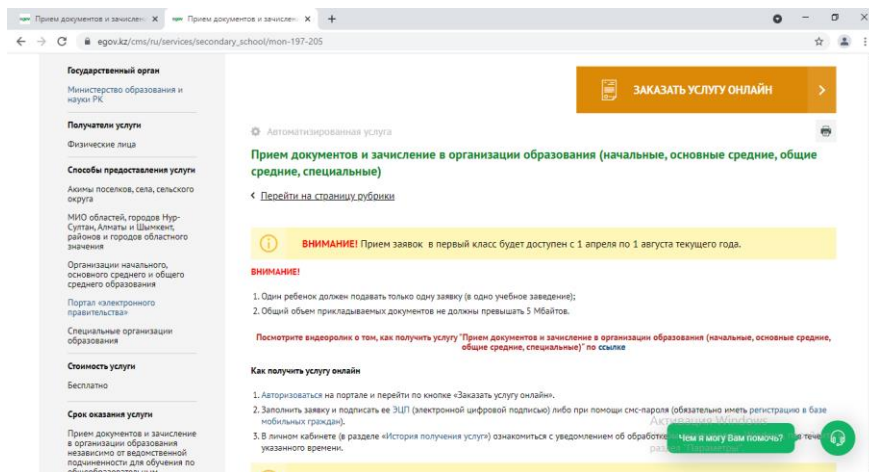 Прием документов и зачислен
Прием документов и зачислен
egov.kz/cms/ru/services/secondary_school/mon-197-205
Государственный орган
Министерство образования и
науки РК
Получатели услуги
Физические лица
Способы предоставления услуги
Акимы поселков, села, сельского
округа
МИО областей, городов Нур-
Султан, Алматы и Шымкент,
районов и городов областного
значения
Организации начального,
основного среднего и общего
среднего образования
Портал «электронного
правительства»
Специальные организации
образования
Стоимость услуги
Бесплатно
Срок оказания услуги
Прием документов и зачисление
в организации образования
независимо от ведомственной
подчиненности для обучения по
общеобразовательным
ЗАКАЗАТЬ УСЛУГУ ОНЛАЙН
Автоматизированная услуга
Прием документов и зачисление в организации образования (начальные, основные средние, общие
средние, специальные)
Перейти на страницу рубрики
ВНИМАНИЕ! Прием заявок в первый класс будет доступен с 1 апреля по 1 августа текущего года.
ВНИМАНИЕ!
1. Один ребенок должен подавать только одну заявку (в одно учебное заведение);
2. Общий объем прикладываемых документов не должны превышать 5 Мбайтов.
Посмотрите видеоролик о том, как получить услугу "Прием документов и зачисление в организации образования (начальные, основные средние,
общие средние, специальные)" по ссылке
Как получить услугу онлайн
1. Авторизоваться на портале и перейти по кнопке «Заказать услугу онлайн».
2. Заполнить заявку и подписать ее ЭЦП (электронной цифровой подписью) либо при помощи смс-пароля (обязательно иметь регистрацию в базе
мобильных граждан).
3. В личном кабинете (в разделе «История получения услуг») ознакомиться с уведомлением об обработке
указанного времени.
Активация Windows
Чем я могу Вам помочь?